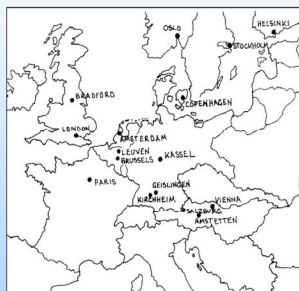 OSLO
HELSINKI
STOCKHOLM
COPENHAGEN
BRADFORD
LONDON
AMSTERDAM
LEUVEN
BRUSSELS
KASSEL
PARIS
GEISLINGEN
KIRCHHEIM
VIENNA
SALZBURG
AMSTETTEN